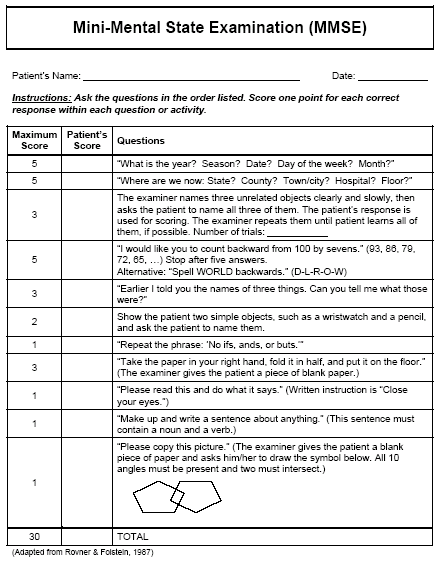 Mini-Mental State Examination (MMSE)
Patient's Name: Date:
Instructions: Ask the questions in the order listed. Score one point for each correct
response within each question or activity.
Maximum Score Patient's Score Questions
5 “What is the year? Season? Date? Day of the week? Month?”
5 “Where are we now: State? County? Town/city? Hospital? Floor?”
3 The examiner names three unrelated objects clearly and slowly, then
asks the patient to name all three of them. The patient's response is
used for scoring. The examiner repeats them until patient learns all of
them, if possible. Number of trials: ___________
5 “I would like you to count backward from 100 by sevens.” (93, 86, 79,
72, 65, …) Stop after five answers.
Alternative: “Spell WORLD backwards.” (D-L-R-O-W)
3 “Earlier I told you the names of three things. Can you tell me what those
were?”
2 Show the patient two simple objects, such as a wristwatch and a pencil,
and ask the patient to name them.
1 “Repeat the phrase: ‘No ifs, ands, or buts.’”
3 “Take the paper in your right hand, fold it in half, and put it on the floor.”
(The examiner gives the patient a piece of blank paper.)
1 “Please read this and do what it says.” (Written instruction is “Close
your eyes.”)
1 “Make up and write a sentence about anything.” (This sentence must
contain a noun and a verb.)
1 “Please copy this picture.” (The examiner gives the patient a blank
piece of paper and asks him/her to draw the symbol below. All 10
angles must be present and two must intersect.)
30 TOTAL
(Adapted from Rovner & Folstein, 1987)